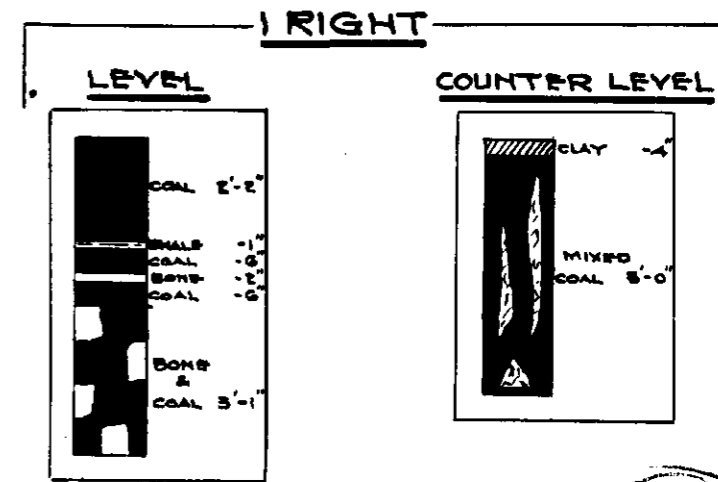 1 RIGHT
LEVEL
COAL 2'-2"
SHALE -1"
COAL -6"
BONE -2"
COAL -6"
BONE
&
COAL 3'-1"
COUNTER LEVEL
CLAY -4"
MIXED
COAL 5'-0"